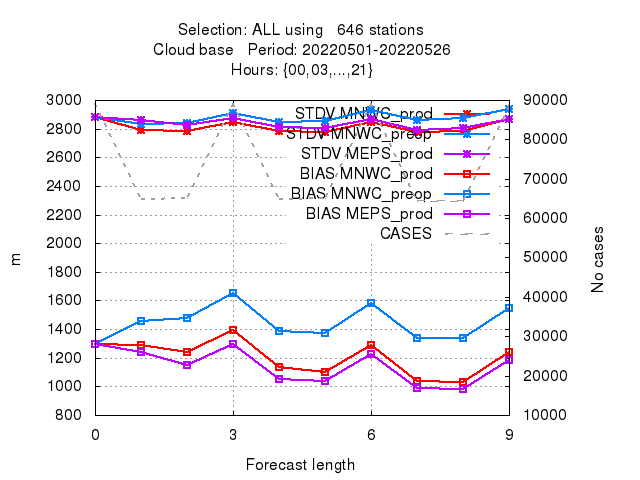 Selection: ALL using   646 stations
Cloud base   Period: 20220501-20220526
Hours: {00,03,...,21}
STDV MNWC_prod
STDV MNWC_preop
STDV MEPS_prod
BIAS MNWC_prod
BIAS MNWC_preop
BIAS MEPS_prod
CASES
3000
2800
2600
2400
2200
2000
1800
1600
1400
1200
1000
800
m
90000
80000
70000
60000
50000
40000
30000
20000
10000
No cases
0
3
6
9
Forecast length